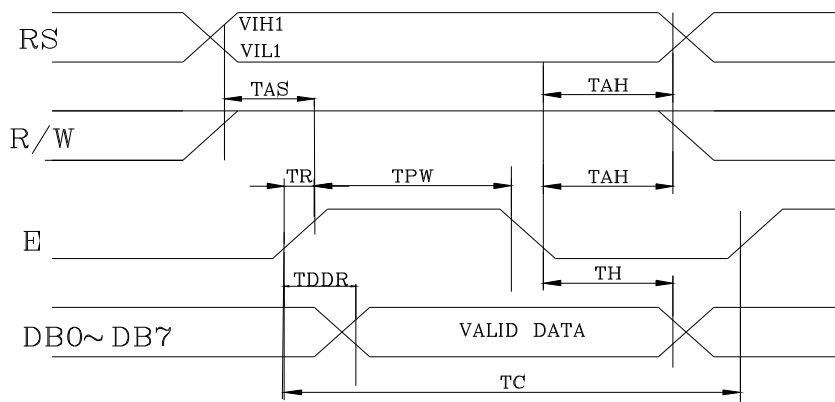 RS
VIH1
VIL1
TAS
TAH
R/W
TR
TPW
TAH
E
TDDR
TH
DB0~DB7
VALID DATA
TC